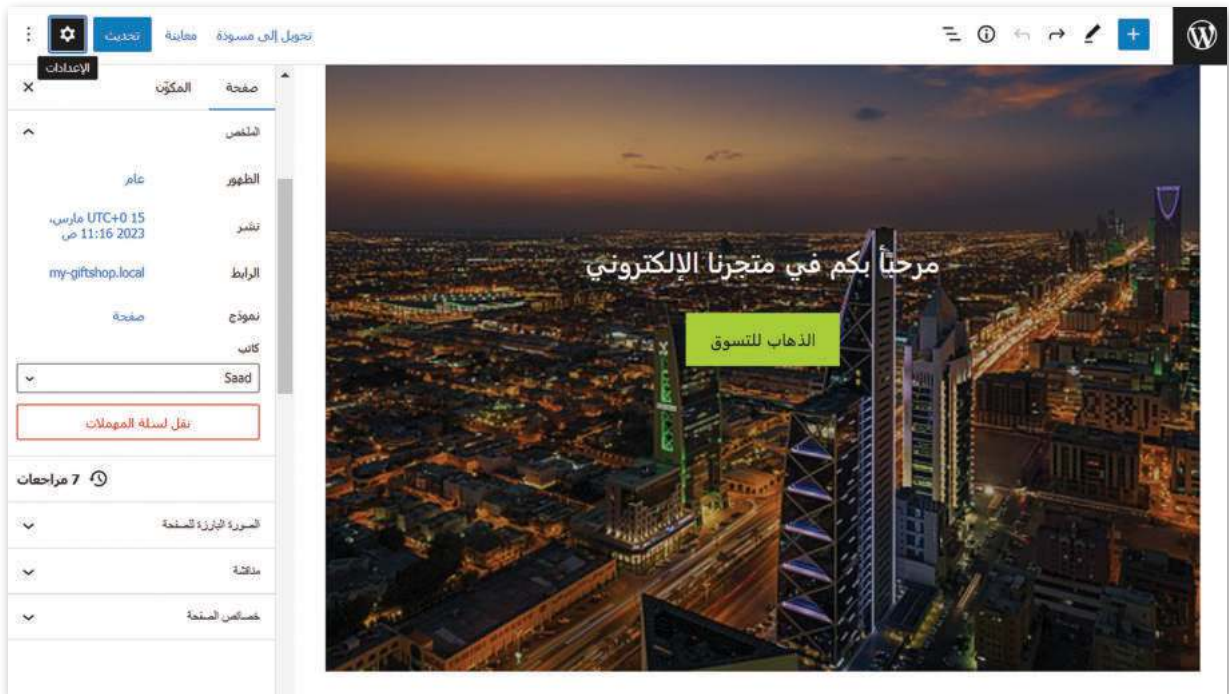 تحويل إلى مسودة
معاينة
تحديث
الإعدادات
صفحة
المكوّن
الملخص
الظهور
عام
نشر
15 UTC+0 مارس،
2023 11:16 ص
الرابط
my-giftshop.local
نموذج
صفحة
كاتب
Saad
نقل لسلة المهملات
7 مراجعات
الصورة البارزة للصفحة
مناقشة
خصائص الصفحة
مرحبًا بكم في متجرنا الإلكتروني
الذهاب للتسوق